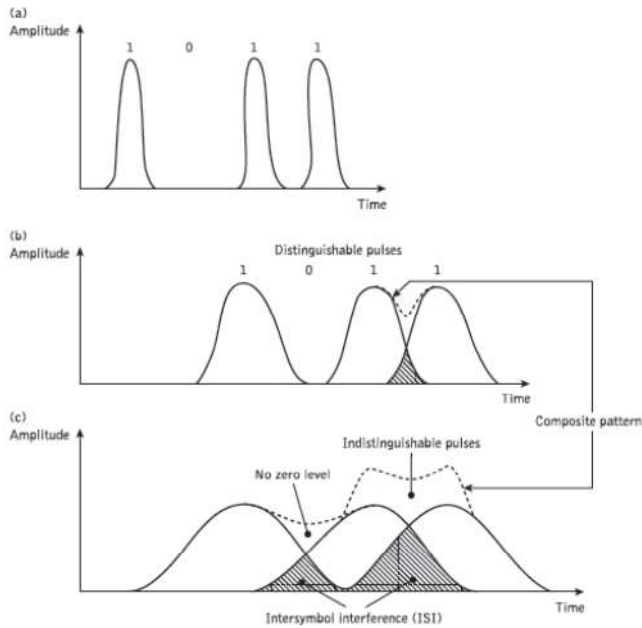 (a)
Amplitude
1 0 1 1
Time
(b)
Amplitude
Distinguishable pulses
1 0 1 1
Time
Composite pattern
(c)
Amplitude
Indistinguishable pulses
No zero level
Intersymbol interference (ISI)
Time